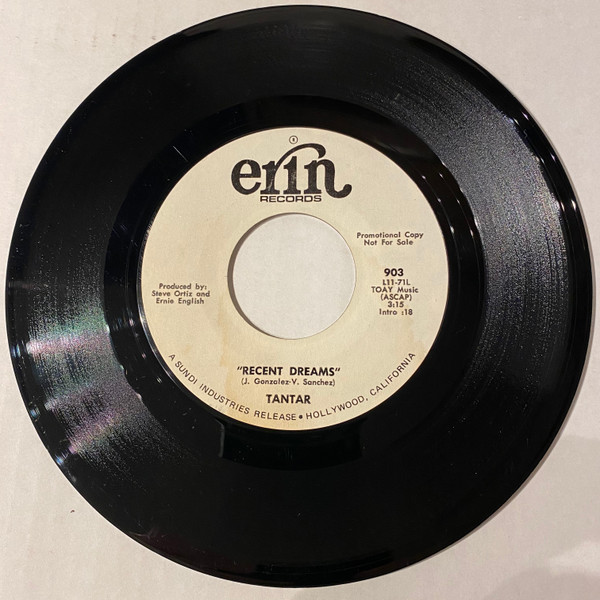 erin
RECORDS
Promotional Copy
Not For Sale
Produced by:
Steve Ortiz and
Ernie English
903
L11-71L
TOAY Music
(ASCAP)
3:15
Intro :18
"RECENT DREAMS"
(J. Gonzalez-V. Sanchez)
TANTAR
A SUNDI INDUSTRIES RELEASE • HOLLYWOOD, CALIFORNIA